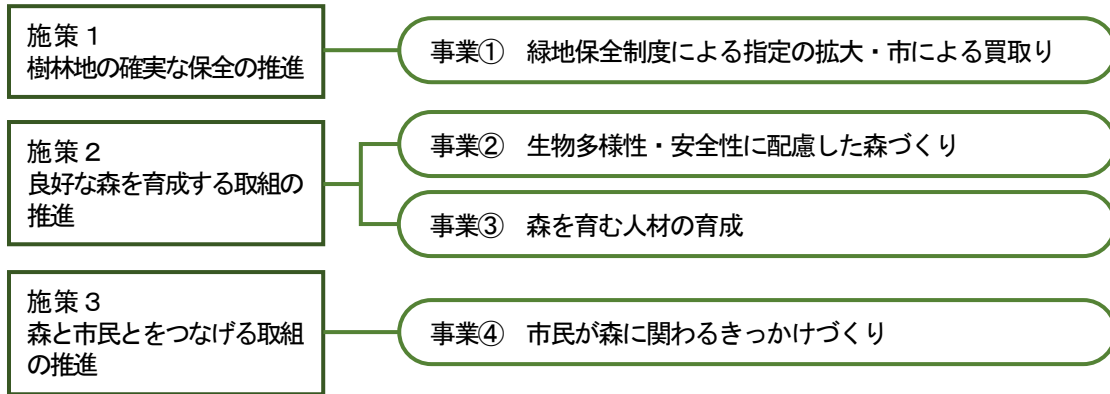 施策1
樹林地の確実な保全の推進
事業① 緑地保全制度による指定の拡大・市による買取り
施策2
良好な森を育成する取組の
推進
事業② 生物多様性・安全性に配慮した森づくり
事業③ 森を育む人材の育成
施策3
森と市民とをつなげる取組
の推進
事業④ 市民が森に関わるきっかけづくり